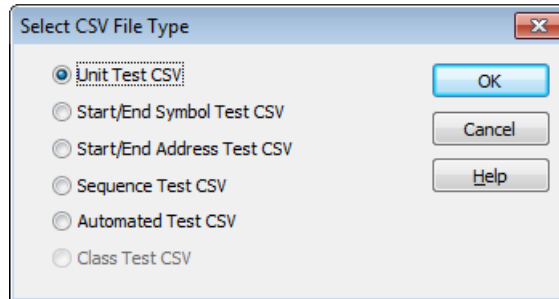 Select CSV File Type
Unit Test CSV
OK
Start/End Symbol Test CSV
Cancel
Start/End Address Test CSV
Help
Sequence Test CSV
Automated Test CSV
Class Test CSV